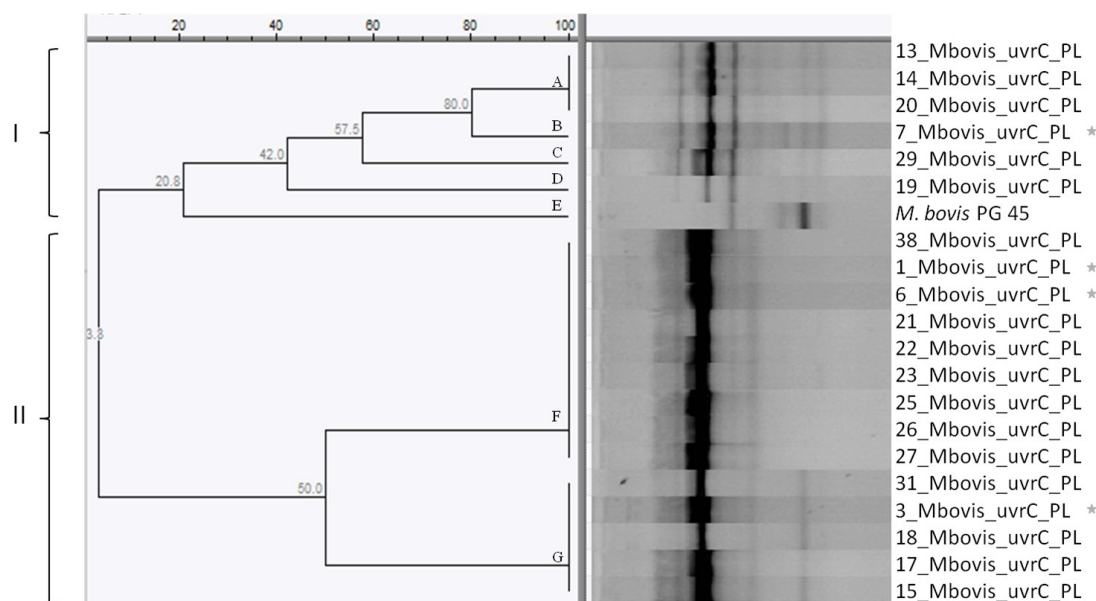 20 40 60 80 100
I
II
A
80.0
B
57.5
C
42.0
D
20.8
E
3.8
F
50.0
G
13_Mbovis_uvrC_PL
14_Mbovis_uvrC_PL
20_Mbovis_uvrC_PL
7_Mbovis_uvrC_PL *
29_Mbovis_uvrC_PL
19_Mbovis_uvrC_PL
M. bovis PG 45
38_Mbovis_uvrC_PL
1_Mbovis_uvrC_PL *
6_Mbovis_uvrC_PL *
21_Mbovis_uvrC_PL
22_Mbovis_uvrC_PL
23_Mbovis_uvrC_PL
25_Mbovis_uvrC_PL
26_Mbovis_uvrC_PL
27_Mbovis_uvrC_PL
31_Mbovis_uvrC_PL
3_Mbovis_uvrC_PL *
18_Mbovis_uvrC_PL
17_Mbovis_uvrC_PL
15_Mbovis_uvrC_PL